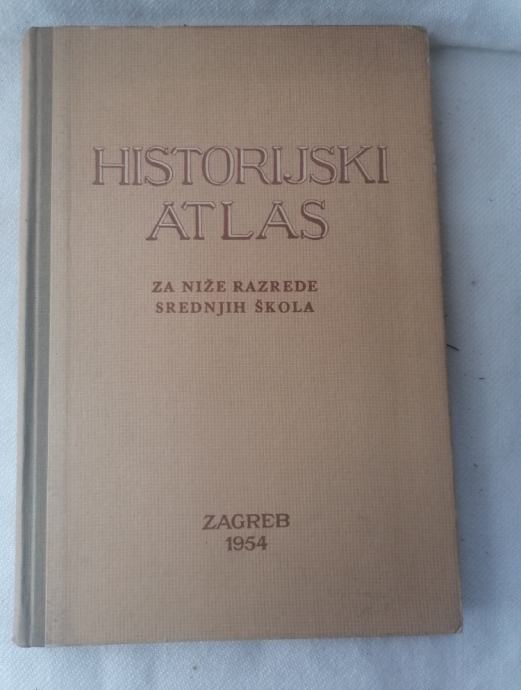 HISTORIJSKI
ATLAS
ZA NIŽE RAZREDE
SREDNJIH ŠKOLA
ZAGREB
1954